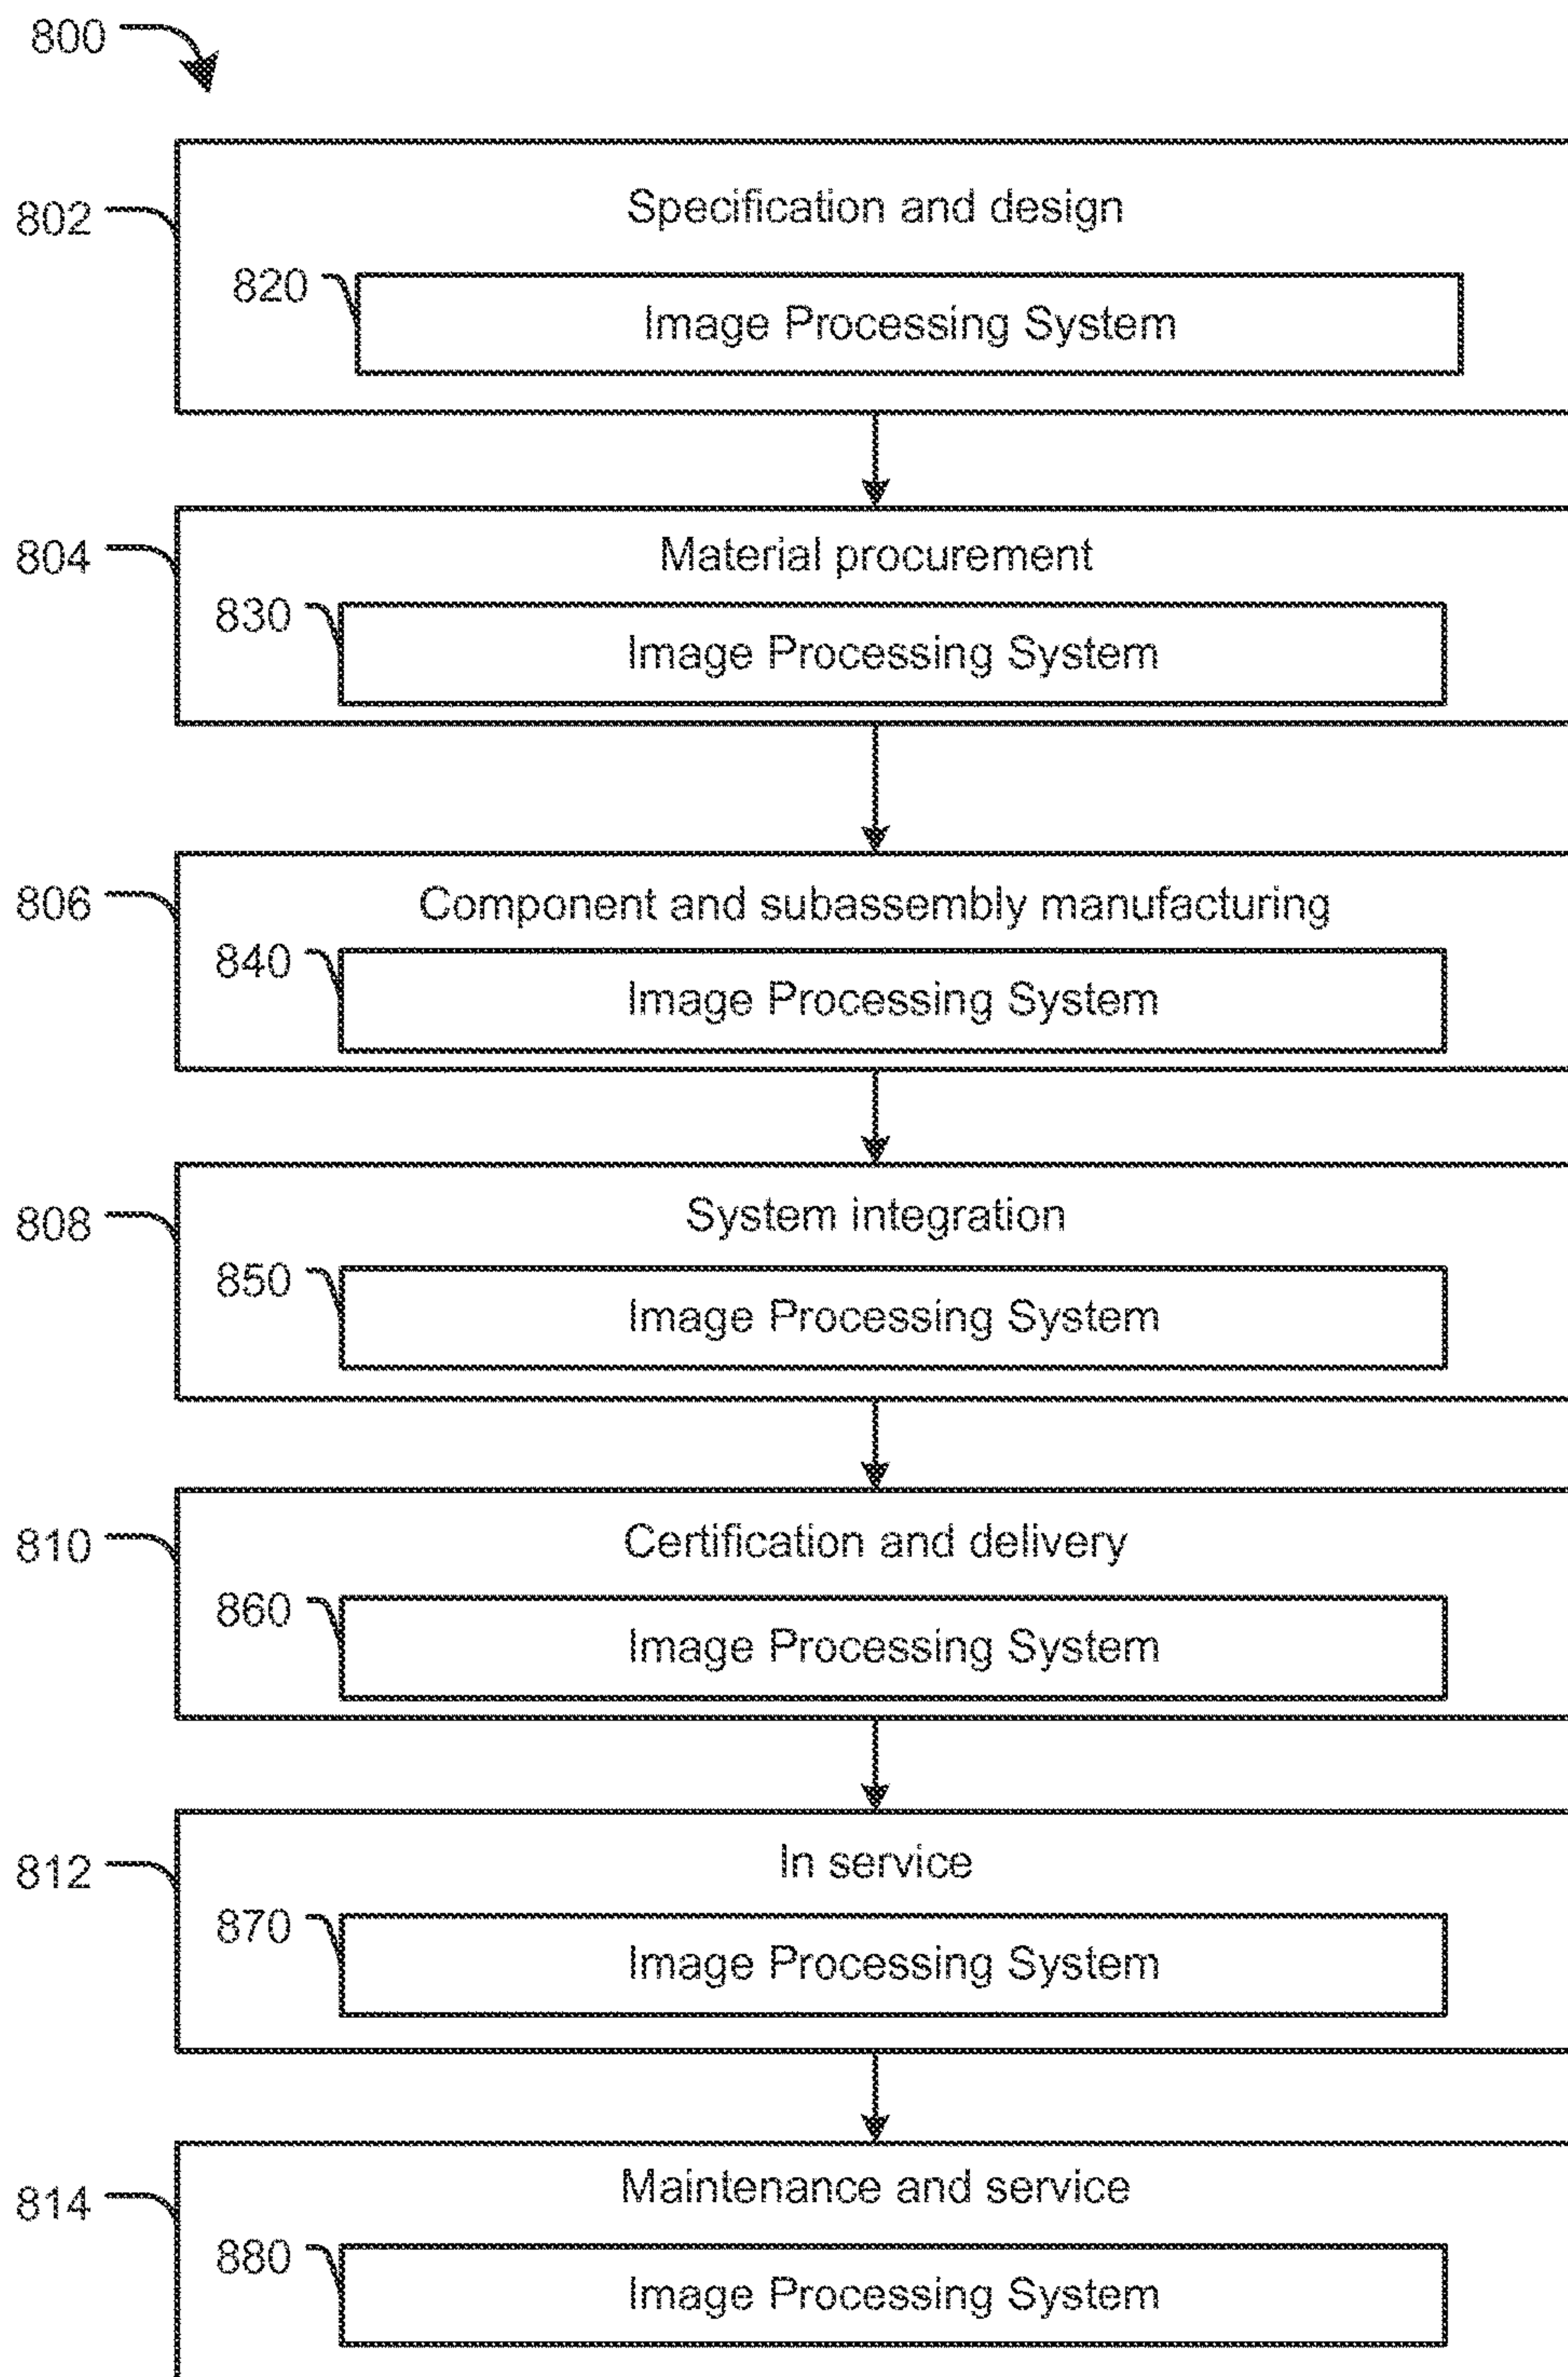 800
802
Specification and design
820
Image Processing System
804
Material procurement
830
Image Processing System
806
Component and subassembly manufacturing
840
Image Processing System
808
System integration
850
Image Processing System
810
Certification and delivery
860
Image Processing System
812
In service
870
Image Processing System
814
Maintenance and service
880
Image Processing System